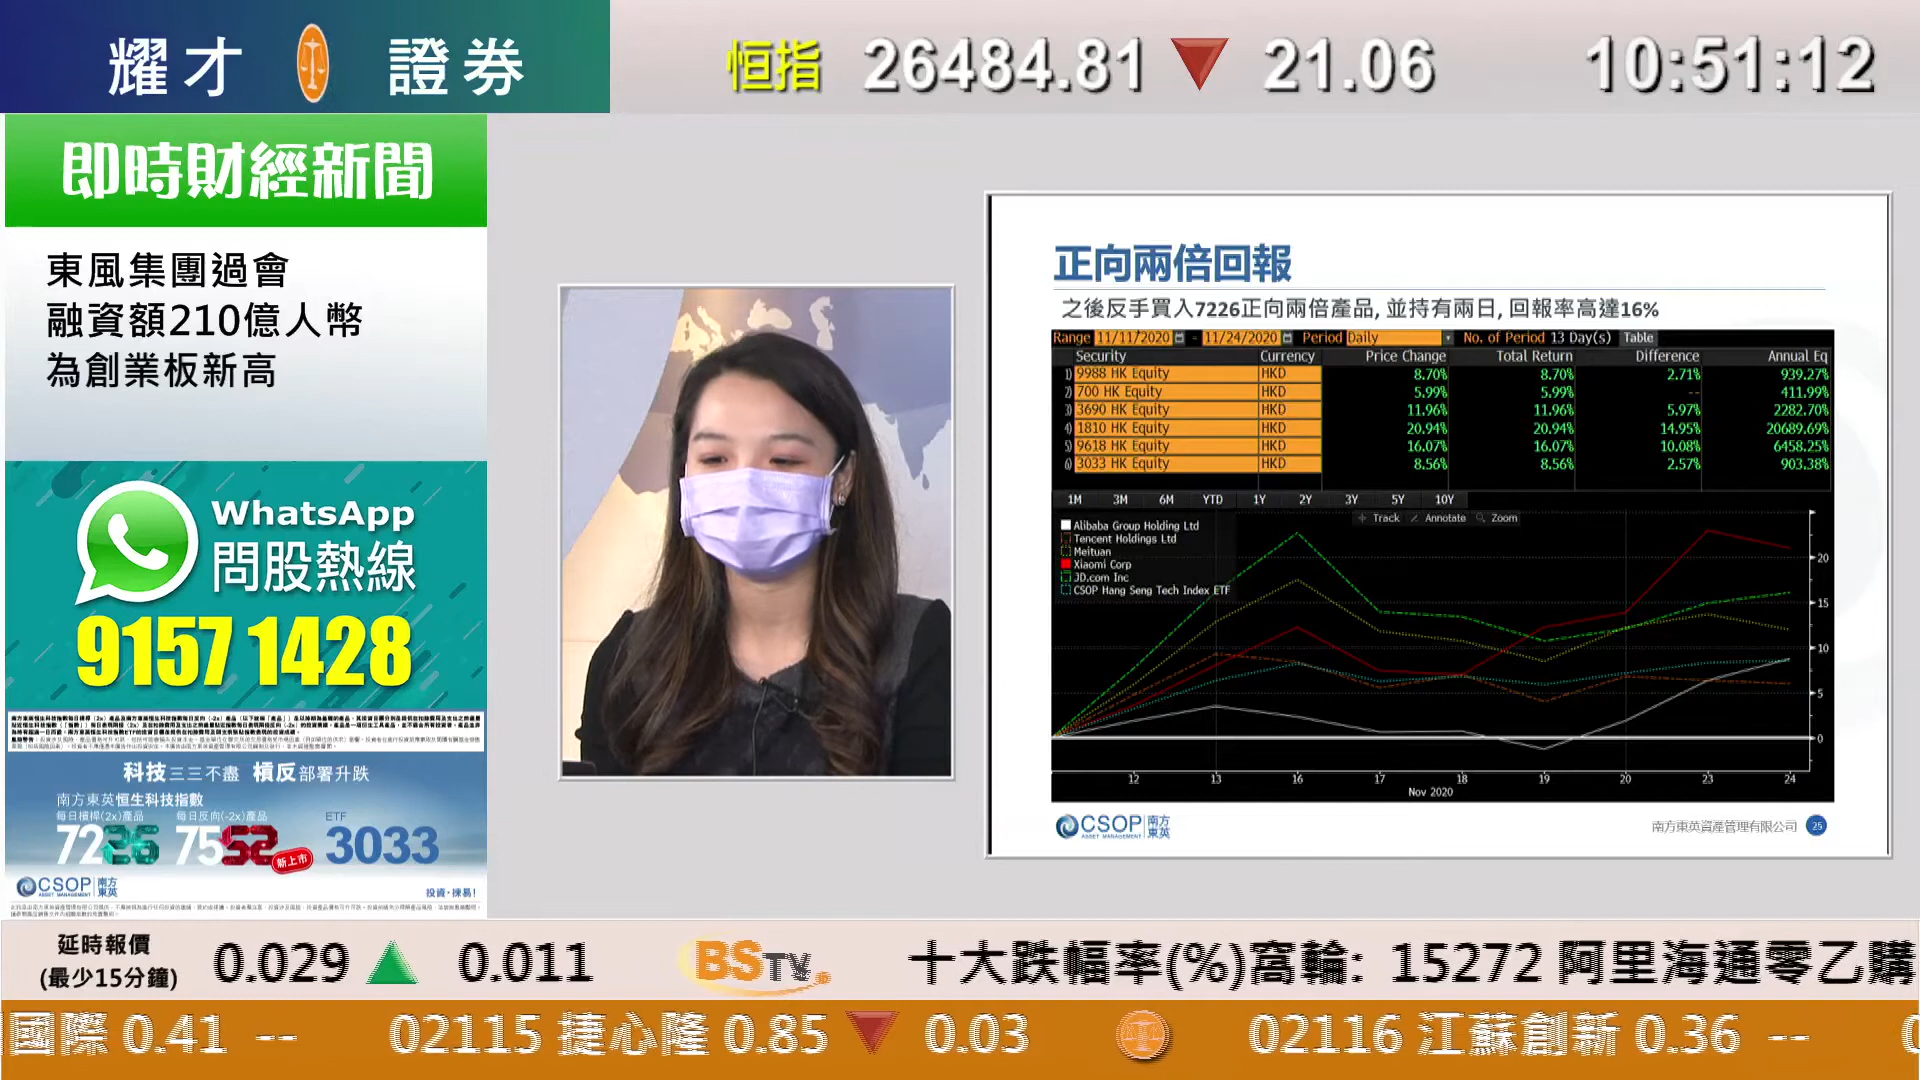 耀才 證券
恒指 26484.81 ▼ 21.06 10:51:12
即時財經新聞
東風集團過會
融資額210億人幣
為創業板新高
WhatsApp
問股熱線
9157 1428
科技三三不盡 槓反部署升跌
南方東英恒生科技指數
每日槓桿(2x)產品 每日反向(-2x)產品 ETF
7226 7552 3033
新上市
CSOP 南方東英
ASSET MANAGEMENT
投資·揀易!
正向兩倍回報
之後反手買入7226正向兩倍產品, 並持有兩日, 回報率高達16%
Range 11/11/2020 - 11/24/2020 Period Daily No. of Period 13 Day(s) Table
Security Currency Price Change Total Return Difference Annual Eq
1) 9988 HK Equity HKD 8.70% 8.70% 2.71% 939.27%
2) 700 HK Equity HKD 5.99% 5.99% -- 411.99%
3) 3690 HK Equity HKD 11.96% 11.96% 5.97% 2282.70%
4) 1810 HK Equity HKD 20.94% 20.94% 14.95% 20689.69%
5) 9618 HK Equity HKD 16.07% 16.07% 10.08% 6458.25%
6) 3033 HK Equity HKD 8.56% 8.56% 2.57% 903.38%
1M 3M 6M YTD 1Y 2Y 3Y 5Y 10Y
Track Annotate Zoom
Alibaba Group Holding Ltd
Tencent Holdings Ltd
Meituan
Xiaomi Corp
JD.com Inc
CSOP Hang Seng Tech Index ETF
20
15
10
5
0
12 13 16 17 18 19 20 23 24
Nov 2020
CSOP 南方東英
ASSET MANAGEMENT
南方東英資產管理有限公司 25
延時報價
(最少15分鐘)
0.029 ▲ 0.011 BSTV 十大跌幅率(%)窩輪: 15272 阿里海通零乙購
國際 0.41 -- 02115 捷心隆 0.85 ▼ 0.03 02116 江蘇創新 0.36 --